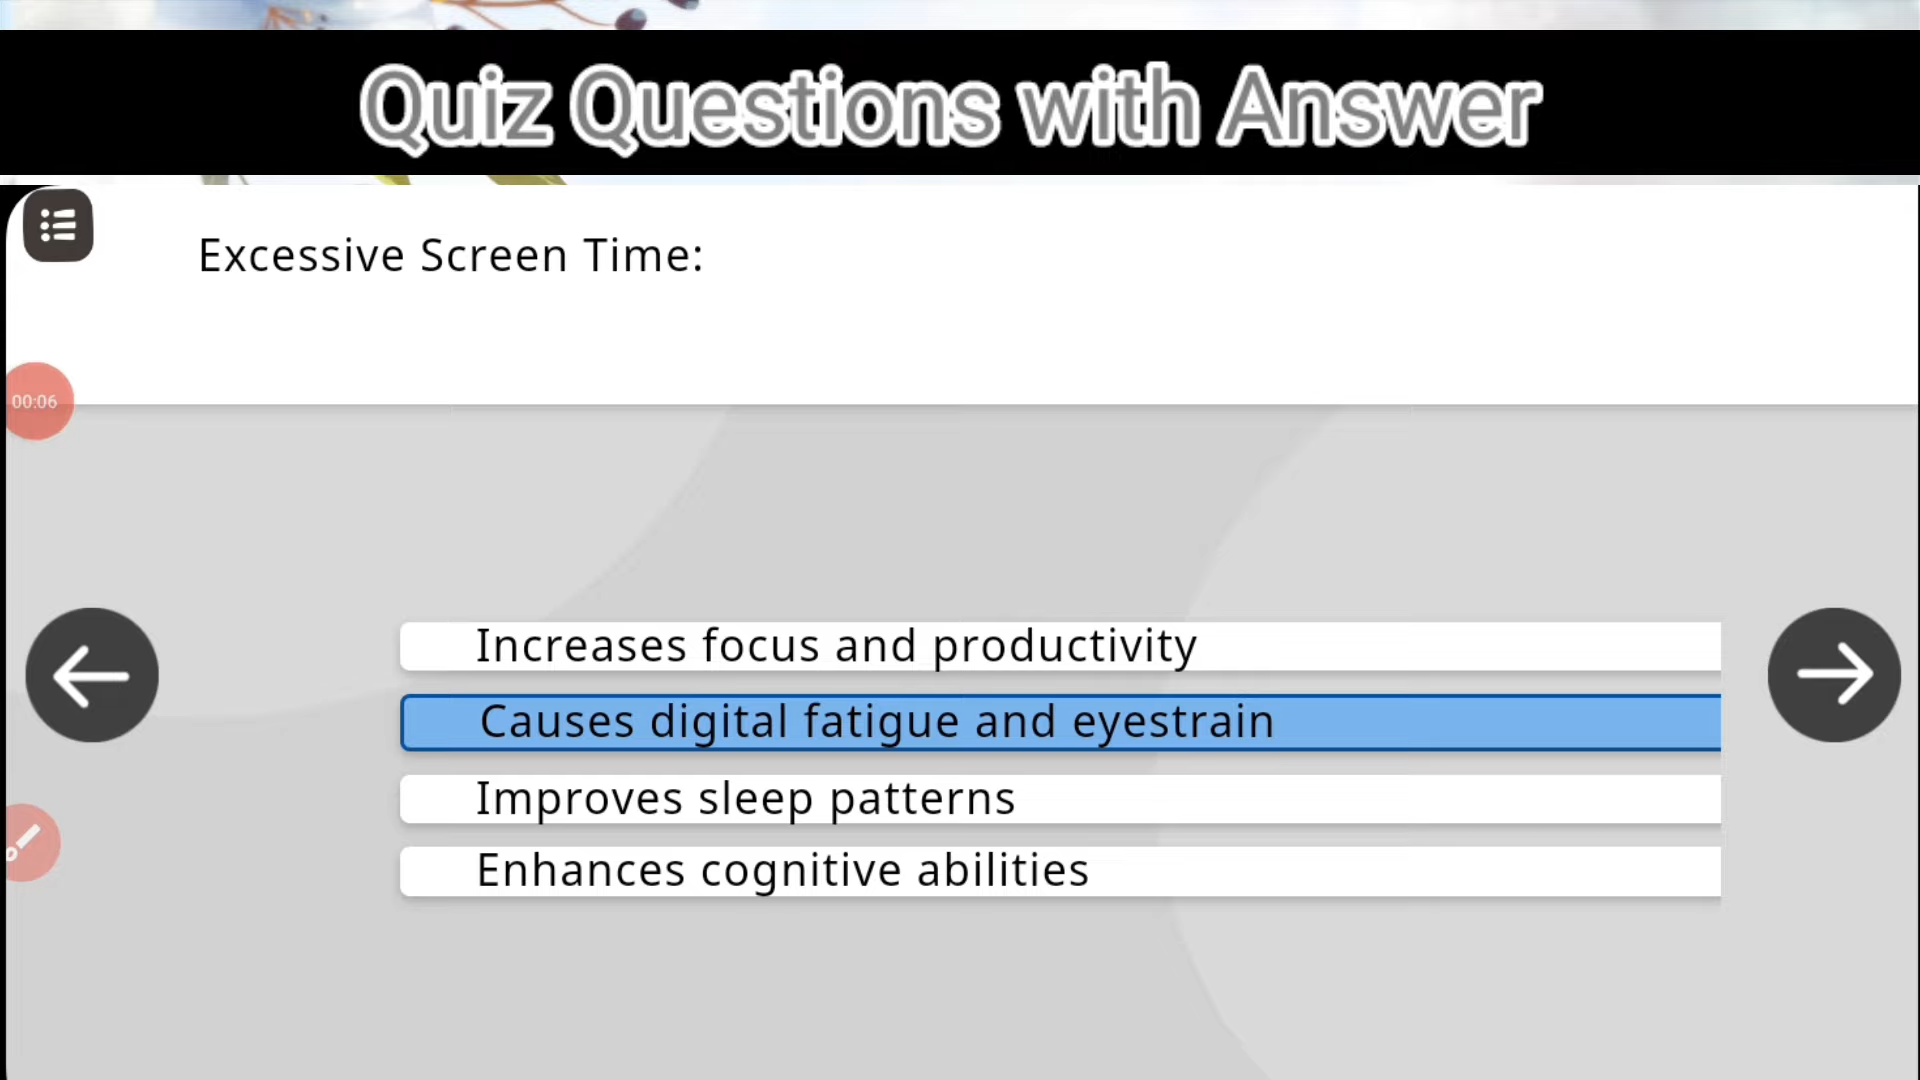 Quiz Questions with Answer
Excessive Screen Time:
00:06
Increases focus and productivity
Causes digital fatigue and eyestrain
Improves sleep patterns
Enhances cognitive abilities